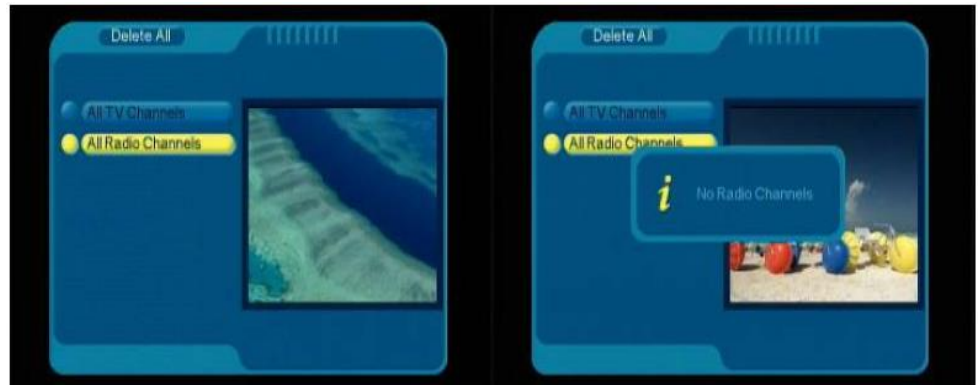 Delete All
All TV Channels
All Radio Channels
Delete All
All TV Channels
All Radio Channels
i No Radio Channels